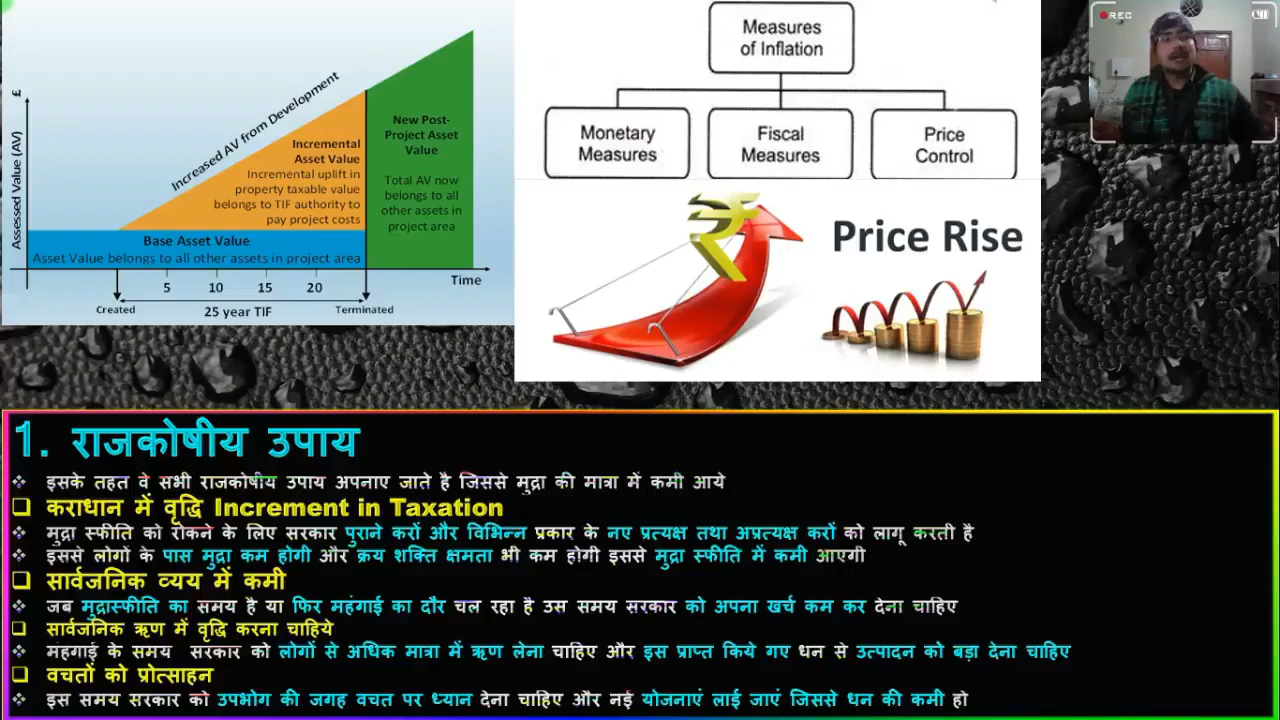 £
Assessed Value (AV)
Increased AV from Development
Incremental
Asset Value
Incremental uplift in
property taxable value
belongs to TIF authority to
pay project costs
New Post-
Project Asset
Value
Total AV now
belongs to all
other assets in
project area
Base Asset Value
Asset Value belongs to all other assets in project area
5 10 15 20
Time
Created
25 year TIF
Terminated
Measures
of Inflation
Monetary
Measures
Fiscal
Measures
Price
Control
₹
Price Rise
REC
1. राजकोषीय उपाय
इसके तहत वे सभी राजकोषीय उपाय अपनाए जाते है जिससे मुद्रा की मात्रा में कमी आये
कराधान में वृद्धि Increment in Taxation
मुद्रा स्फीति को रोकने के लिए सरकार पुराने करों और विभिन्न प्रकार के नए प्रत्यक्ष तथा अप्रत्यक्ष करों को लागू करती है
इससे लोगों के पास मुद्रा कम होगी और क्रय शक्ति क्षमता भी कम होगी इससे मुद्रा स्फीति में कमी आएगी
सार्वजनिक व्यय में कमी
जब मुद्रास्फीति का समय है या फिर महंगाई का दौर चल रहा है उस समय सरकार को अपना खर्च कम कर देना चाहिए
सार्वजनिक ऋण में वृद्धि करना चाहिये
मंहगाई के समय सरकार को लोगों से अधिक मात्रा में ऋण लेना चाहिए और इस प्राप्त किये गए धन से उत्पादन को बड़ा देना चाहिए
वचतों को प्रोत्साहन
इस समय सरकार को उपभोग की जगह वचत पर ध्यान देना चाहिए और नई योजनाएं लाई जाएं जिससे धन की कमी हो